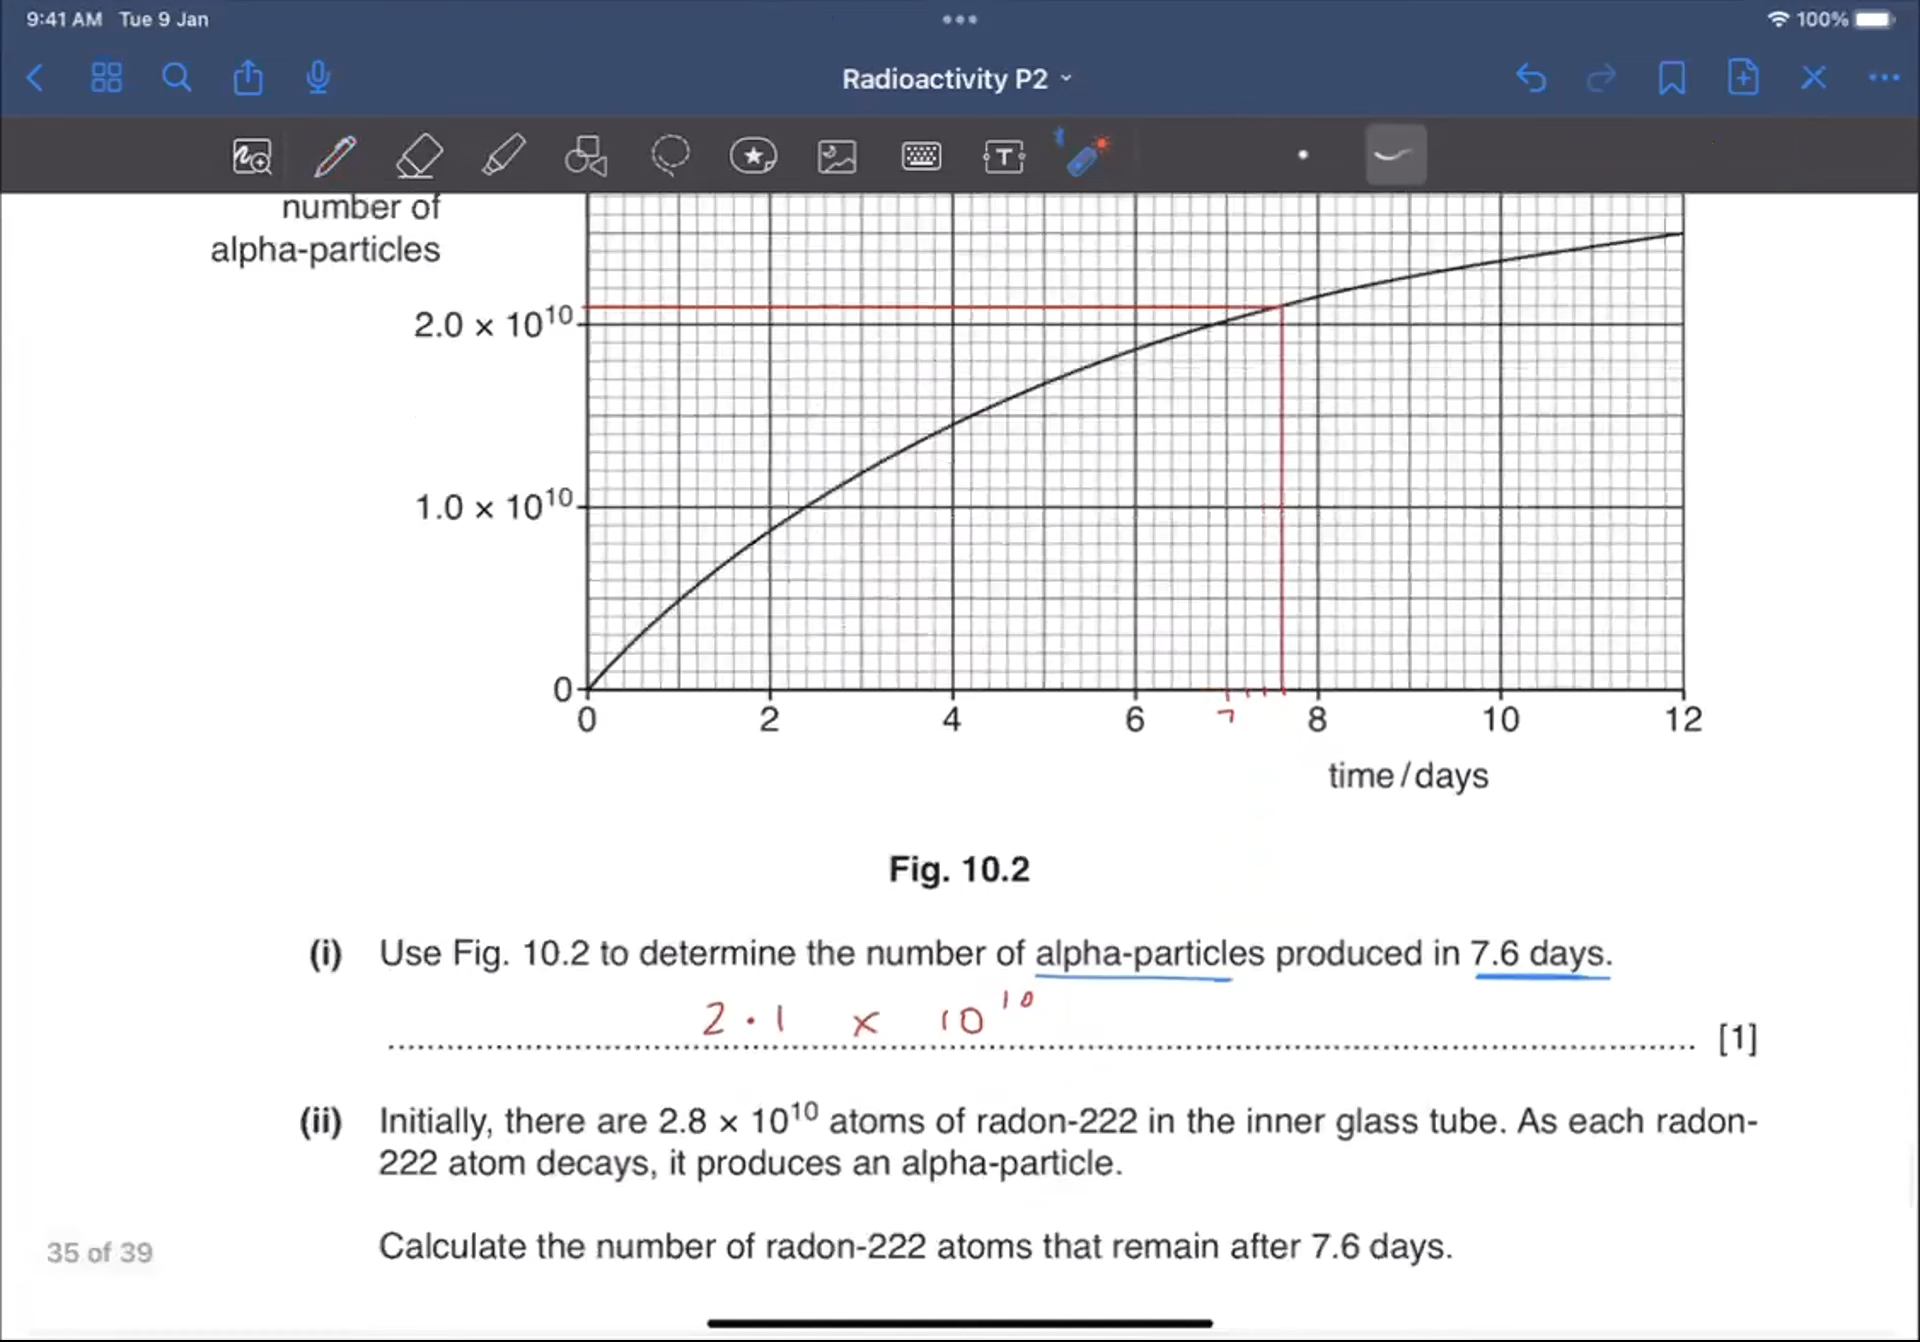 9:41 AM Tue 9 Jan
100%
Radioactivity P2
T
number of
alpha-particles
2.0 × 10¹⁰
1.0 × 10¹⁰
0
0 2 4 6 7 8 10 12
time / days
Fig. 10.2
(i) Use Fig. 10.2 to determine the number of alpha-particles produced in 7.6 days.
2.1 × 10¹⁰
[1]
(ii) Initially, there are 2.8 × 10¹⁰ atoms of radon-222 in the inner glass tube. As each radon-
222 atom decays, it produces an alpha-particle.
Calculate the number of radon-222 atoms that remain after 7.6 days.
35 of 39